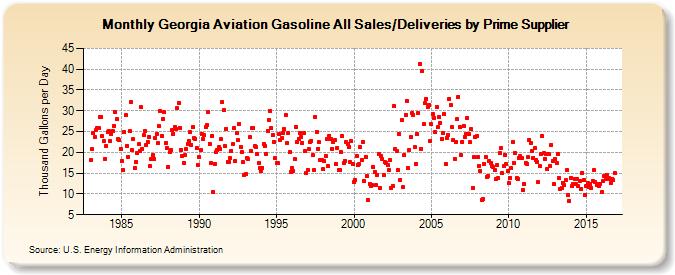 Monthly Georgia Aviation Gasoline All Sales/Deliveries by Prime Supplier
Thousand Gallons per Day
45
40
35
30
25
20
15
10
5
1985 1990 1995 2000 2005 2010 2015
Source: U.S. Energy Information Administration